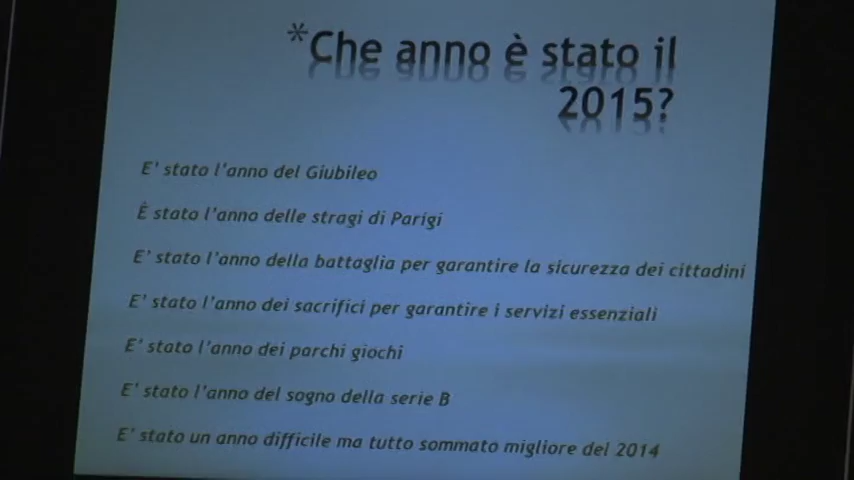 *Che anno è stato il
2015?
E' stato l'anno del Giubileo
È stato l'anno delle stragi di Parigi
E' stato l'anno della battaglia per garantire la sicurezza dei cittadini
E' stato l'anno dei sacrifici per garantire i servizi essenziali
E' stato l'anno dei parchi giochi
E' stato l'anno del sogno della serie B
E' stato un anno difficile ma tutto sommato migliore del 2014